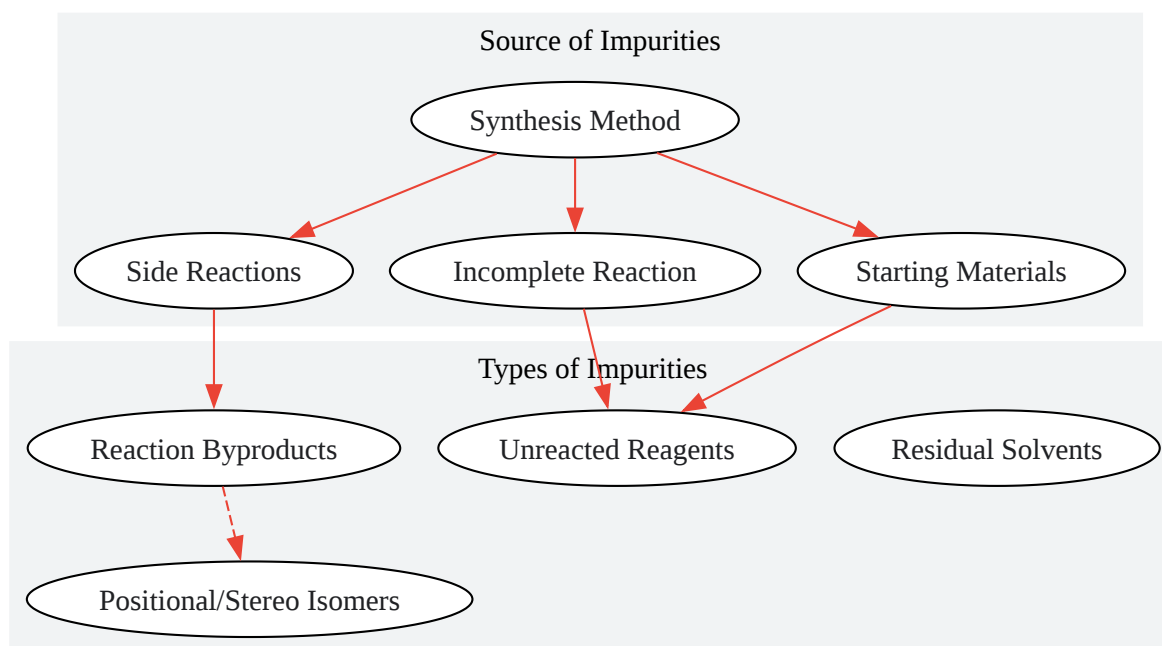 Source of Impurities
Synthesis Method
Side Reactions
Incomplete Reaction
Starting Materials
Types of Impurities
Reaction Byproducts
Unreacted Reagents
Residual Solvents
Positional/Stereo Isomers